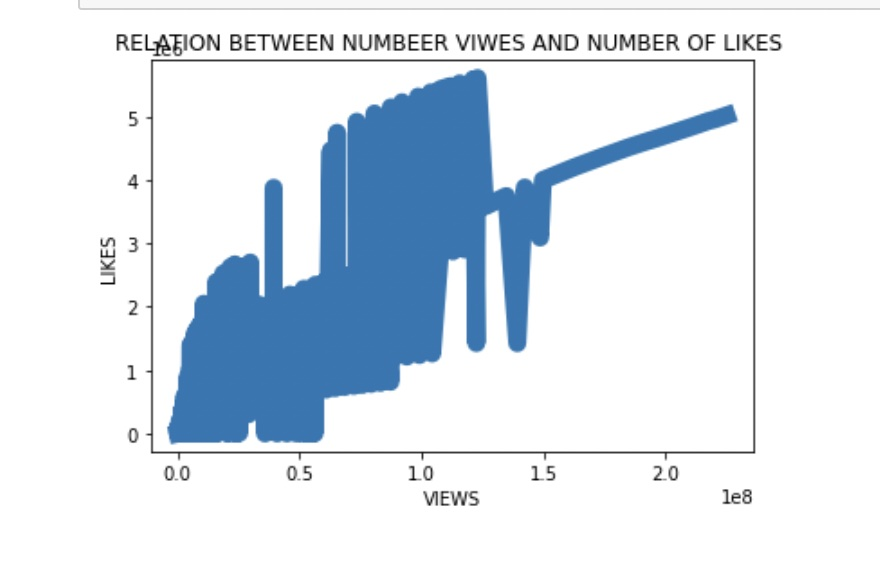 RELATION BETWEEN NUMBEER VIWES AND NUMBER OF LIKES
1e6
5
4
3
2
1
0
LIKES
0.0 0.5 1.0 1.5 2.0
VIEWS
1e8